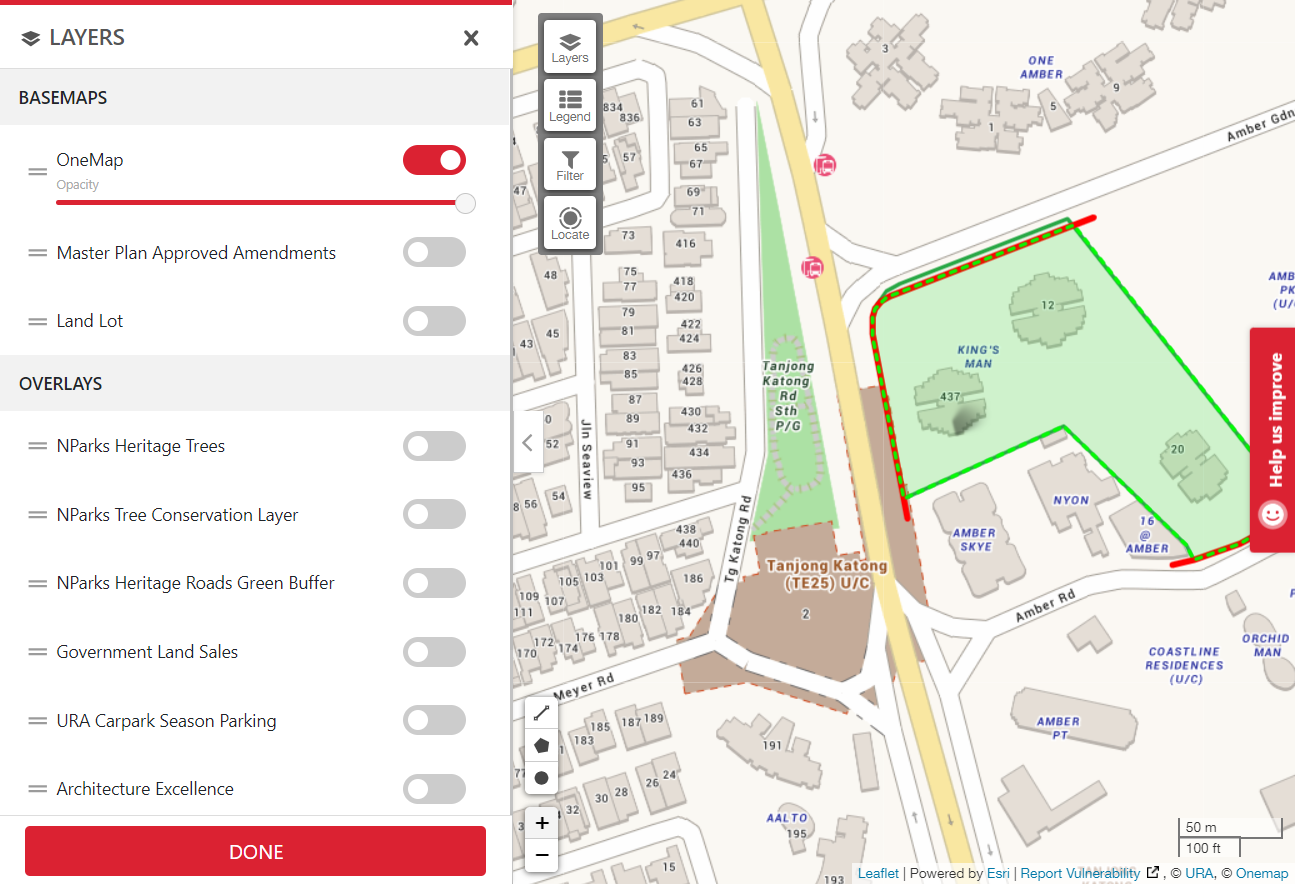 LAYERS
BASEMAPS
OneMap
Opacity
Master Plan Approved Amendments
Land Lot
OVERLAYS
NParks Heritage Trees
NParks Tree Conservation Layer
NParks Heritage Roads Green Buffer
Government Land Sales
URA Carpark Season Parking
Architecture Excellence
DONE
Layers
Legend
Filter
Locate
834
836
57
47
61
63
65
67
69
71
73
416
48
75
77
418
420
79
81
422
424
43
45
83
85
426
428
87
89
430
432
52
91
93
434
436
95
54
56
Jln Seaview
438
440
97
99
101
103
105
107
109
111
186
184
182
180
178
176
174
172
170
Tg Katong Rd
Meyer Rd
Tanjong
Katong
Rd
Sth
P/G
Tanjong Katong
(TE25) U/C
2
3
ONE
AMBER
9
5
1
Amber Gdn
12
KING'S
MAN
437
20
NYON
16
@
AMBER
AMBER
SKYE
Amber Rd
COASTLINE
RESIDENCES
(U/C)
ORCHID
MAN
AMBER
PT
183
185
187
189
191
24
26
28
30
32
AALTO
195
193
15
+
−
Help us improve
50 m
100 ft
Leaflet | Powered by Esri | Report Vulnerability , © URA, © Onemap